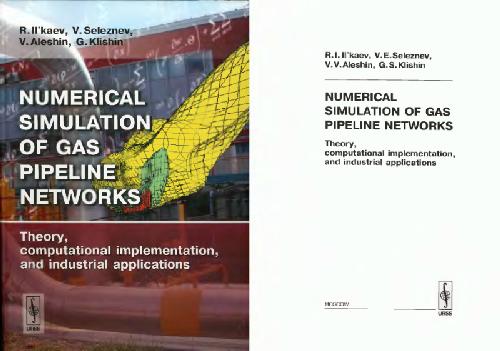 R. Il'kaev, V. Seleznev,
V. Aleshin, G. Klishin
NUMERICAL
SIMULATION
OF GAS
PIPELINE
NETWORKS
Theory,
computational implementation,
and industrial applications
URSS
R. I. Il'kaev, V. E. Seleznev,
V. V. Aleshin, G. S. Klishin
NUMERICAL
SIMULATION OF GAS
PIPELINE NETWORKS
Theory,
computational implementation,
and industrial applications
MOSCOW
URSS